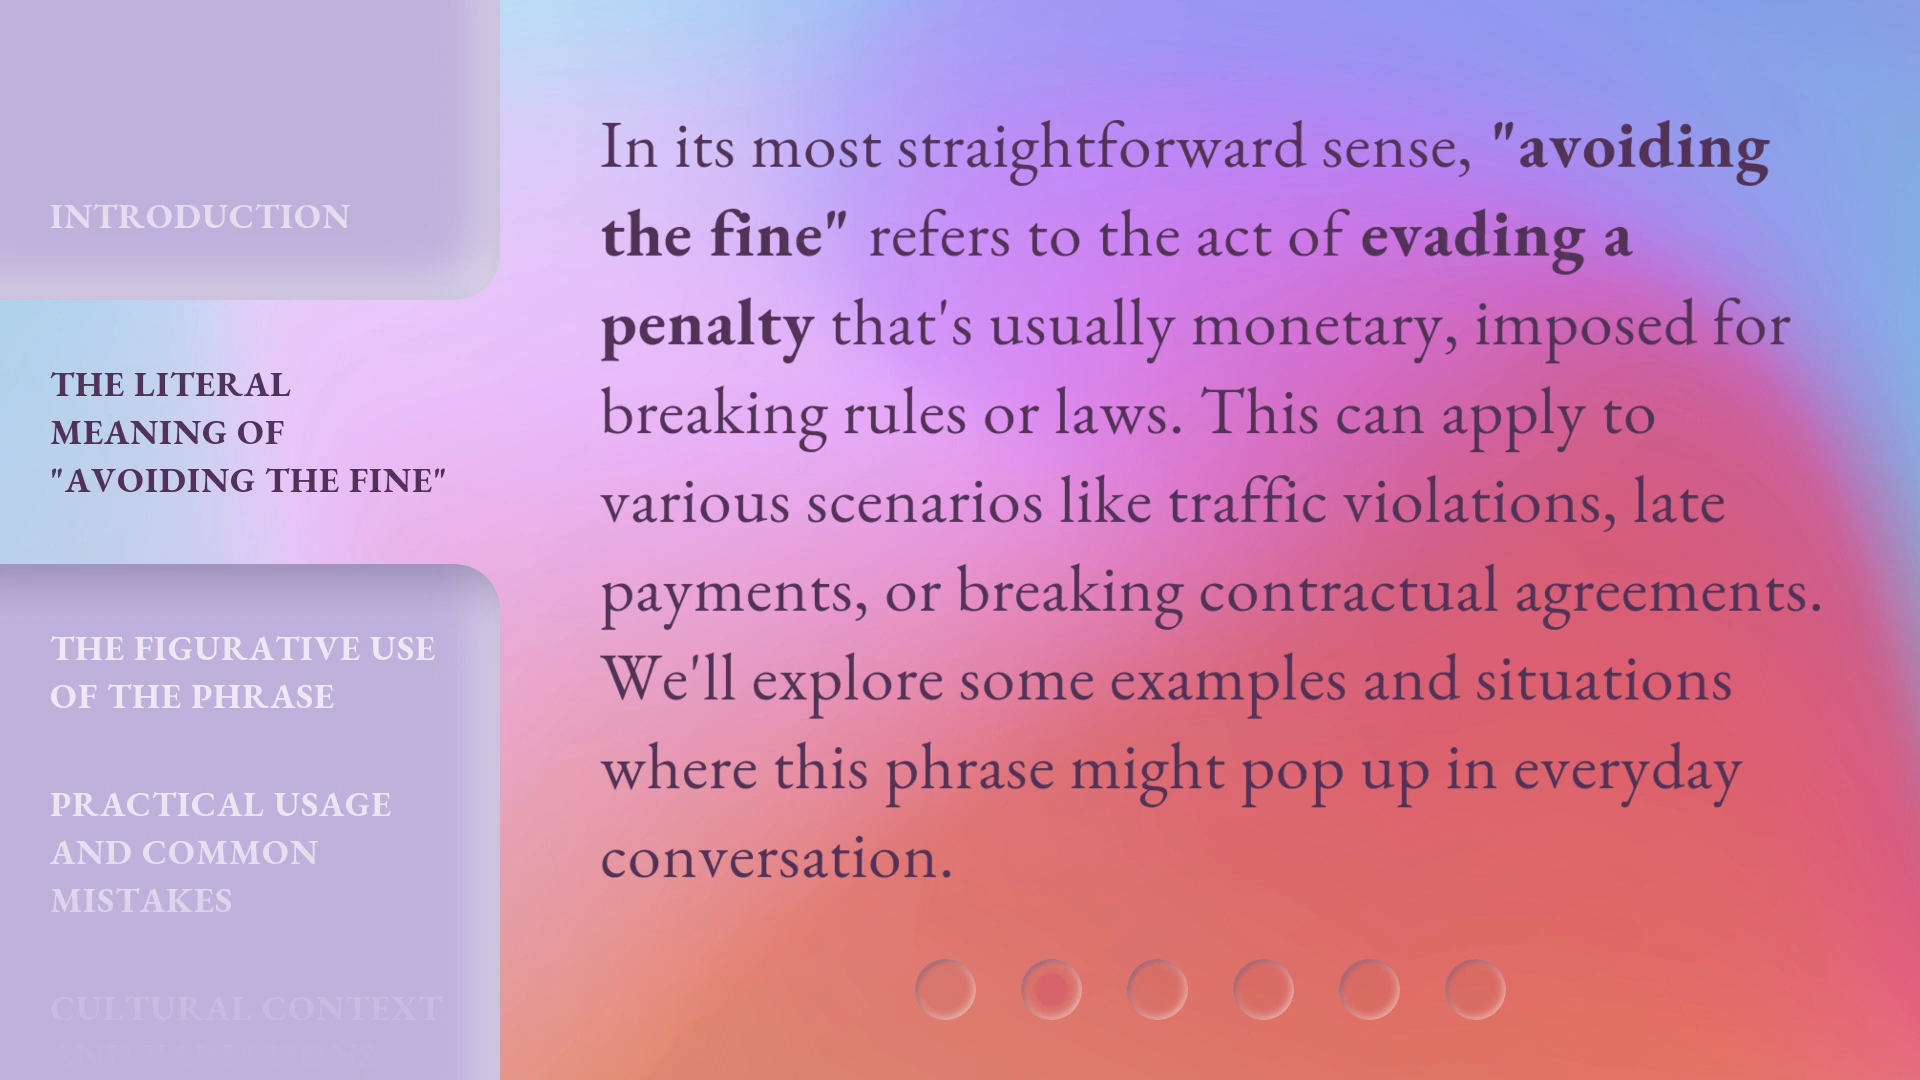 INTRODUCTION
THE LITERAL
MEANING OF
"AVOIDING THE FINE"
THE FIGURATIVE USE
OF THE PHRASE
PRACTICAL USAGE
AND COMMON
MISTAKES
CULTURAL CONTEXT
AND VARIATIONS
In its most straightforward sense, "avoiding
the fine" refers to the act of evading a
penalty that's usually monetary, imposed for
breaking rules or laws. This can apply to
various scenarios like traffic violations, late
payments, or breaking contractual agreements.
We'll explore some examples and situations
where this phrase might pop up in everyday
conversation.